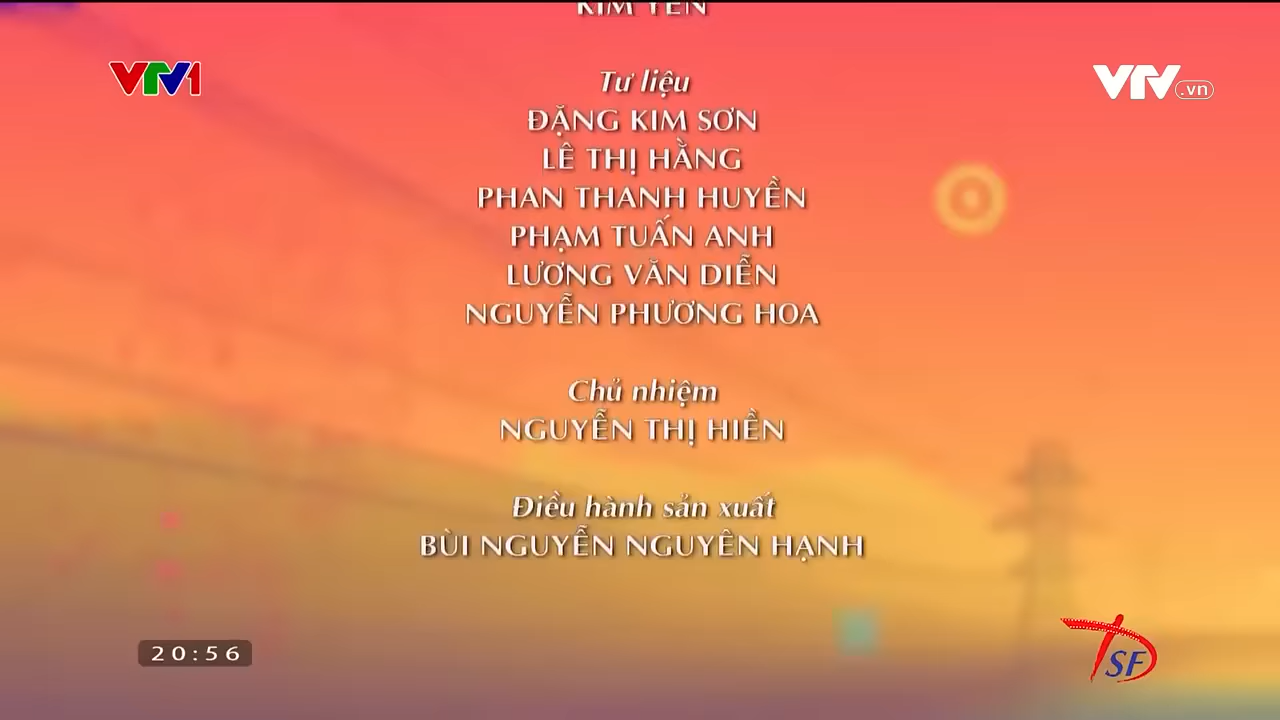 KIM YẾN
Tư liệu
ĐẶNG KIM SƠN
LÊ THỊ HẰNG
PHAN THANH HUYỀN
PHẠM TUẤN ANH
LƯƠNG VĂN DIỄN
NGUYỄN PHƯƠNG HOA
Chủ nhiệm
NGUYỄN THỊ HIỀN
Điều hành sản xuất
BÙI NGUYỄN NGUYÊN HẠNH
VTV1
VTV.vn
20:56
SF